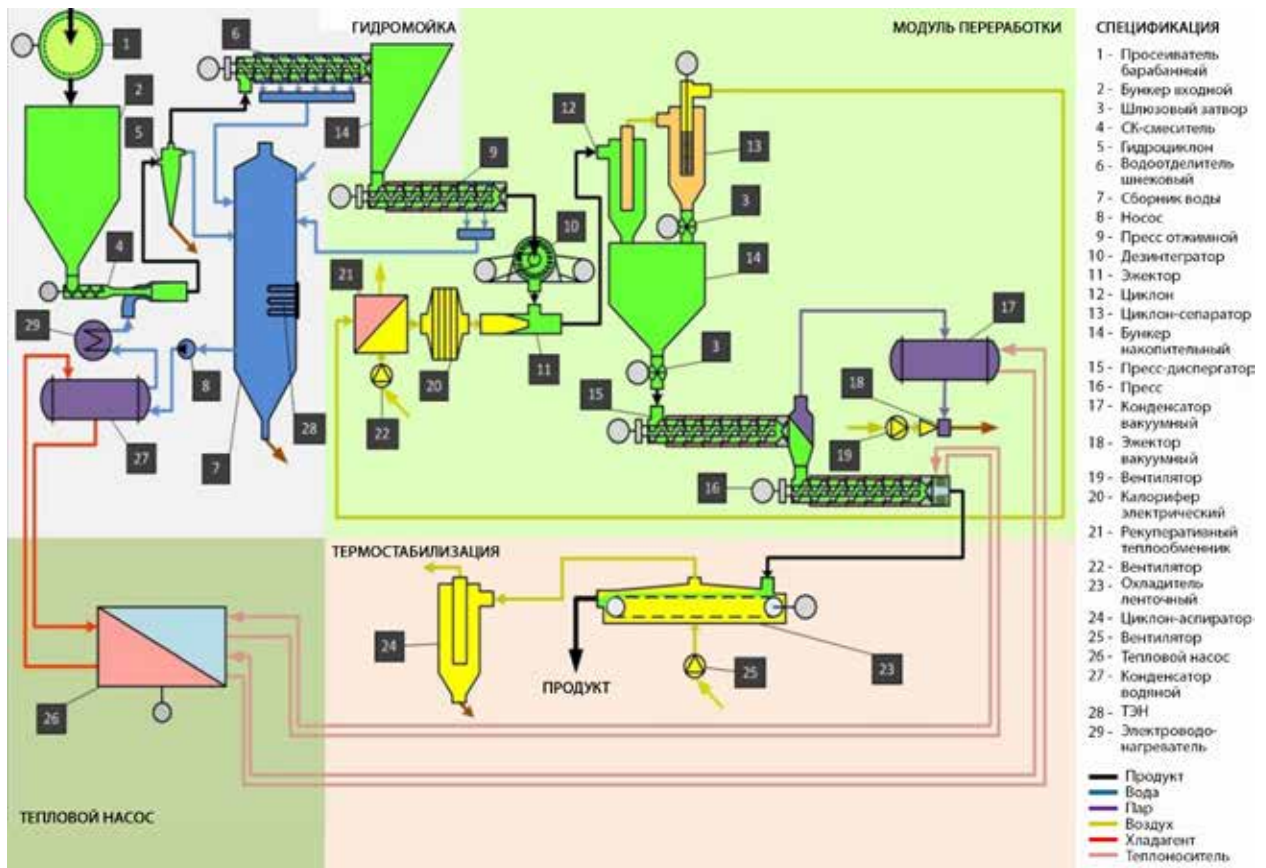 ГИДРОМОЙКА
МОДУЛЬ ПЕРЕРАБОТКИ
СПЕЦИФИКАЦИЯ
1 - Просеиватель
барабанный
2 - Бункер входной
3 - Шлюзовый затвор
4 - СК-смеситель
5 - Гидроциклон
6 - Водоотделитель
шнековый
7 - Сборник воды
8 - Носос
9 - Пресс отжимной
10 - Дезинтегратор
11 - Эжектор
12 - Циклон
13 - Циклон-сепаратор
14 - Бункер
накопительный
15 - Пресс-диспергатор
16 - Пресс
17 - Конденсатор
вакуумный
18 - Эжектор
вакуумный
19 - Вентилятор
20 - Калорифер
электрический
21 - Рекуперативный
теплообменник
22 - Вентилятор
23 - Охладитель
ленточный
24 - Циклон-аспиратор
25 - Вентилятор
26 - Тепловой насос
27 - Конденсатор
водяной
28 - ТЭН
29 - Электроводо-
нагреватель
Продукт
Вода
Пар
Воздух
Хладагент
Теплоноситель
1
2
5
4
29
27
8
7
28
6
14
9
10
11
12
13
3
14
3
21
20
22
15
16
17
18
19
ТЕРМОСТАБИЛИЗАЦИЯ
24
ПРОДУКТ
25
23
26
ТЕПЛОВОЙ НАСОС